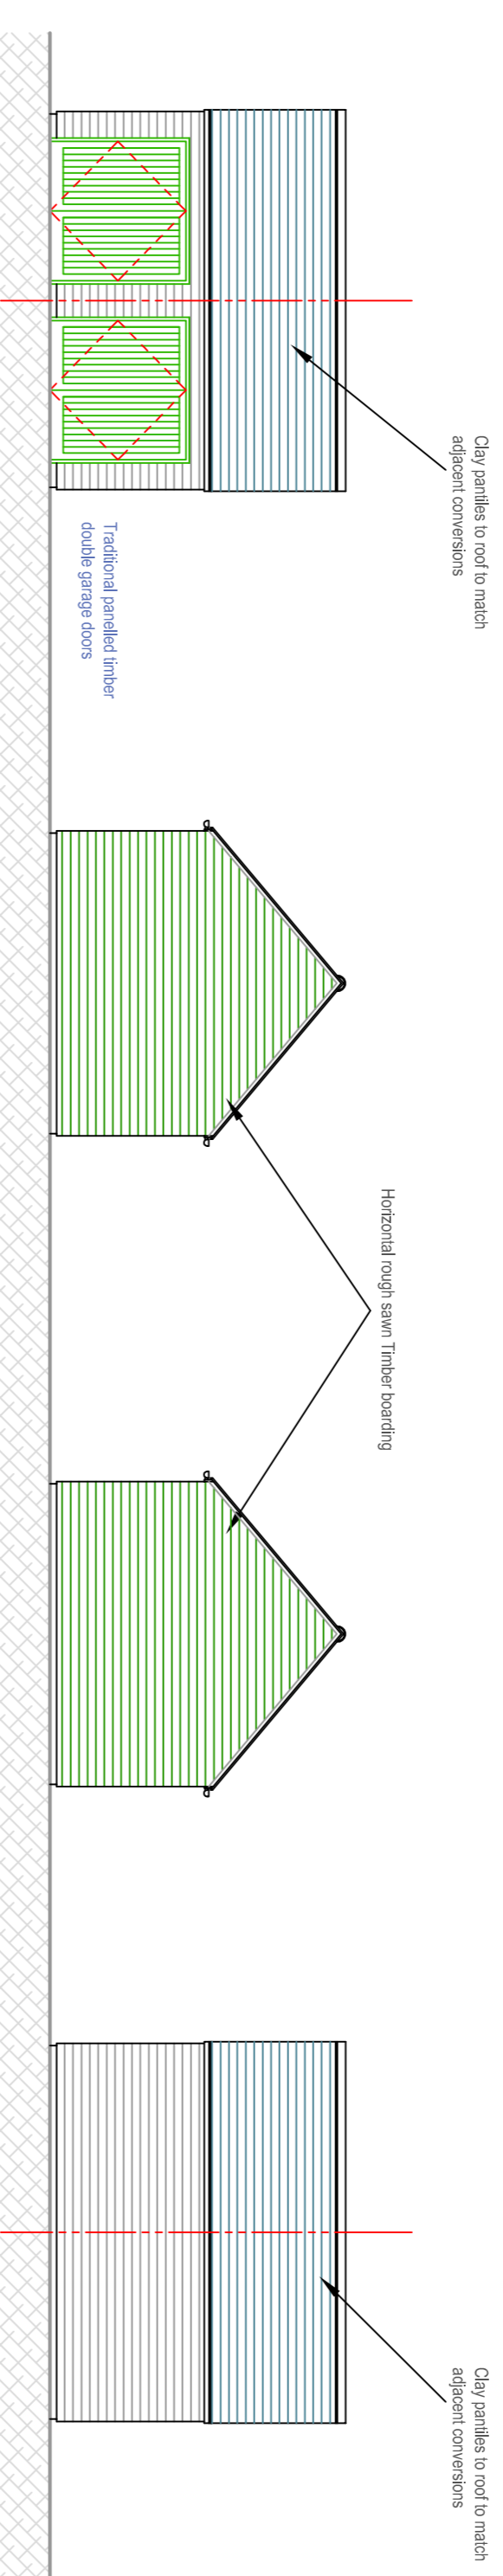 Clay pantiles to roof to match
adjacent conversions
Traditional panelled timber
double garage doors
Horizontal rough sawn Timber boarding
Clay pantiles to roof to match
adjacent conversions